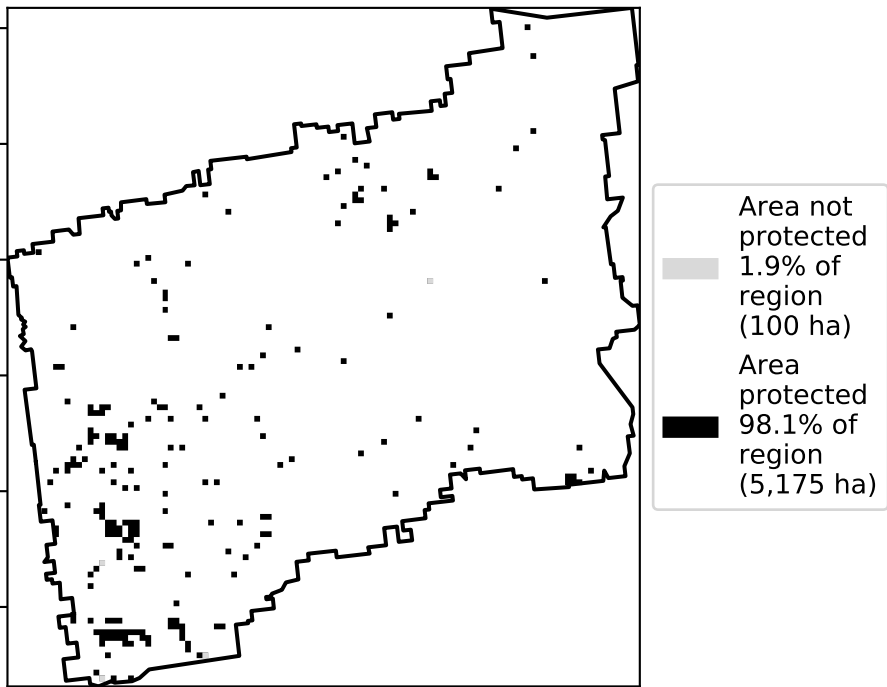 Area not
protected
1.9% of
region
(100 ha)
Area
protected
98.1% of
region
(5,175 ha)